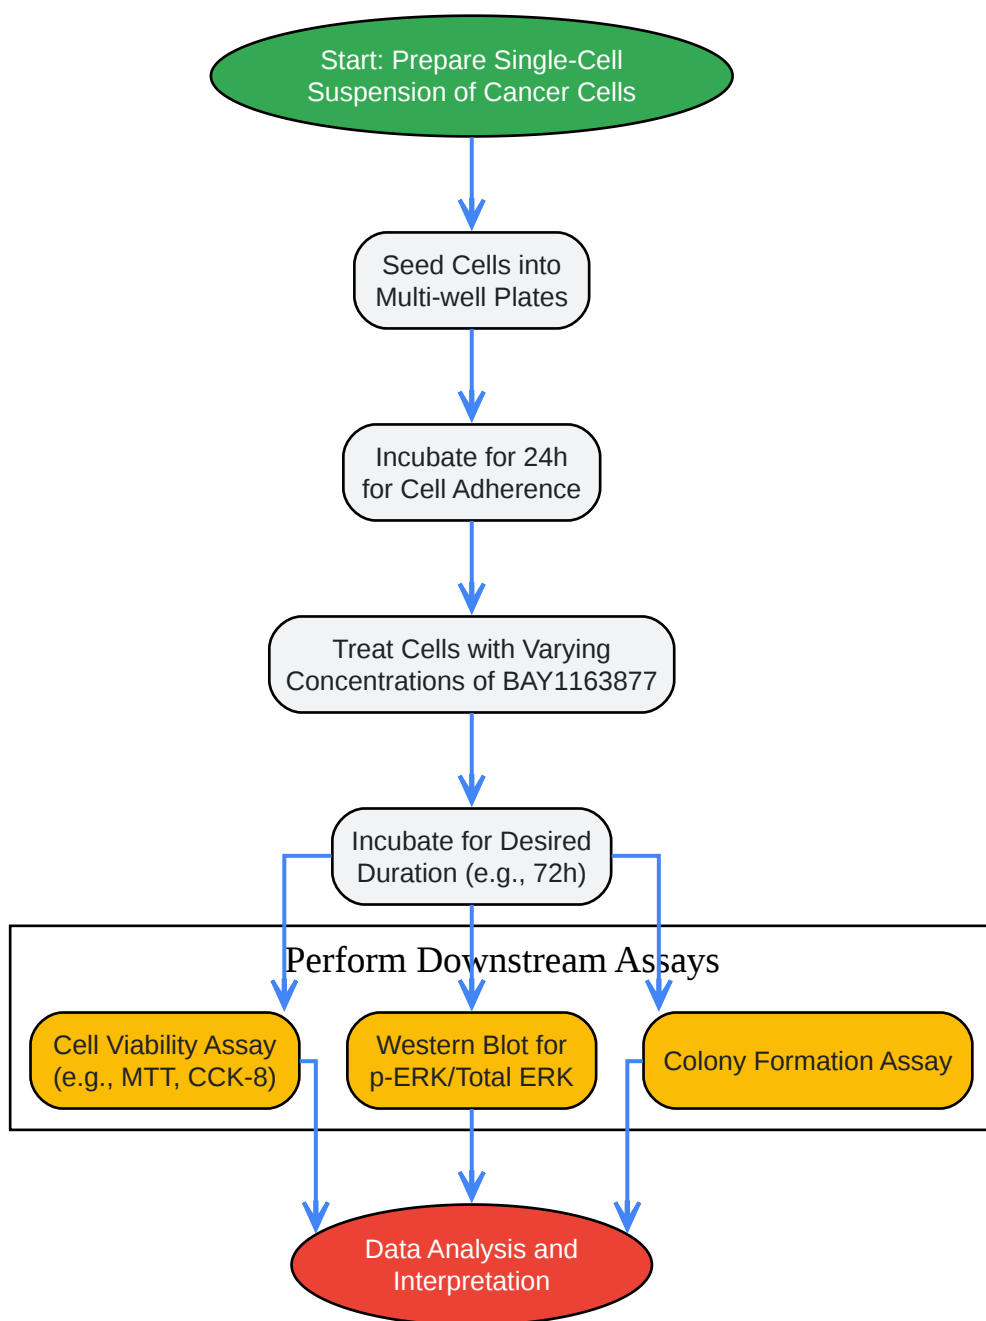 Start: Prepare Single-Cell
Suspension of Cancer Cells
Seed Cells into
Multi-well Plates
Incubate for 24h
for Cell Adherence
Treat Cells with Varying
Concentrations of BAY1163877
Incubate for Desired
Duration (e.g., 72h)
Perform Downstream Assays
Cell Viability Assay
(e.g., MTT, CCK-8)
Western Blot for
p-ERK/Total ERK
Colony Formation Assay
Data Analysis and
Interpretation